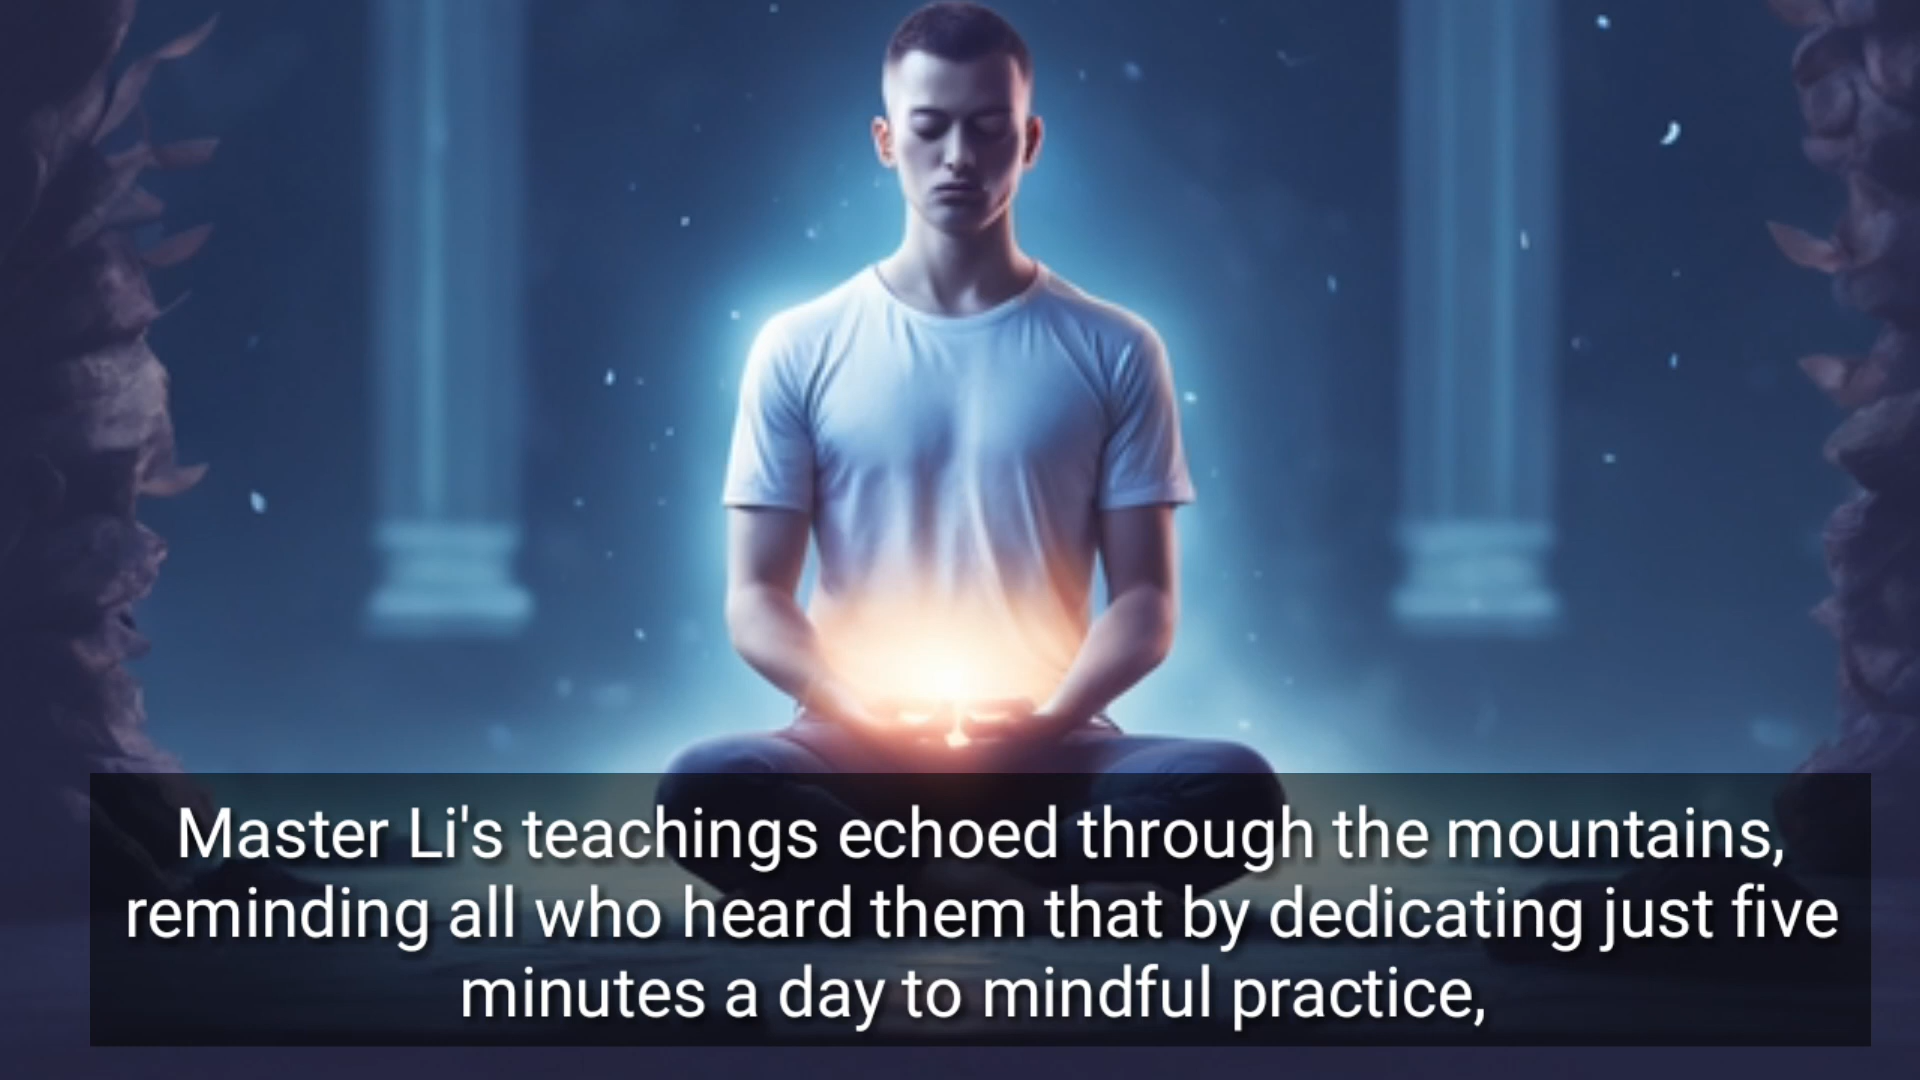 Master Li's teachings echoed through the mountains,
reminding all who heard them that by dedicating just five
minutes a day to mindful practice,